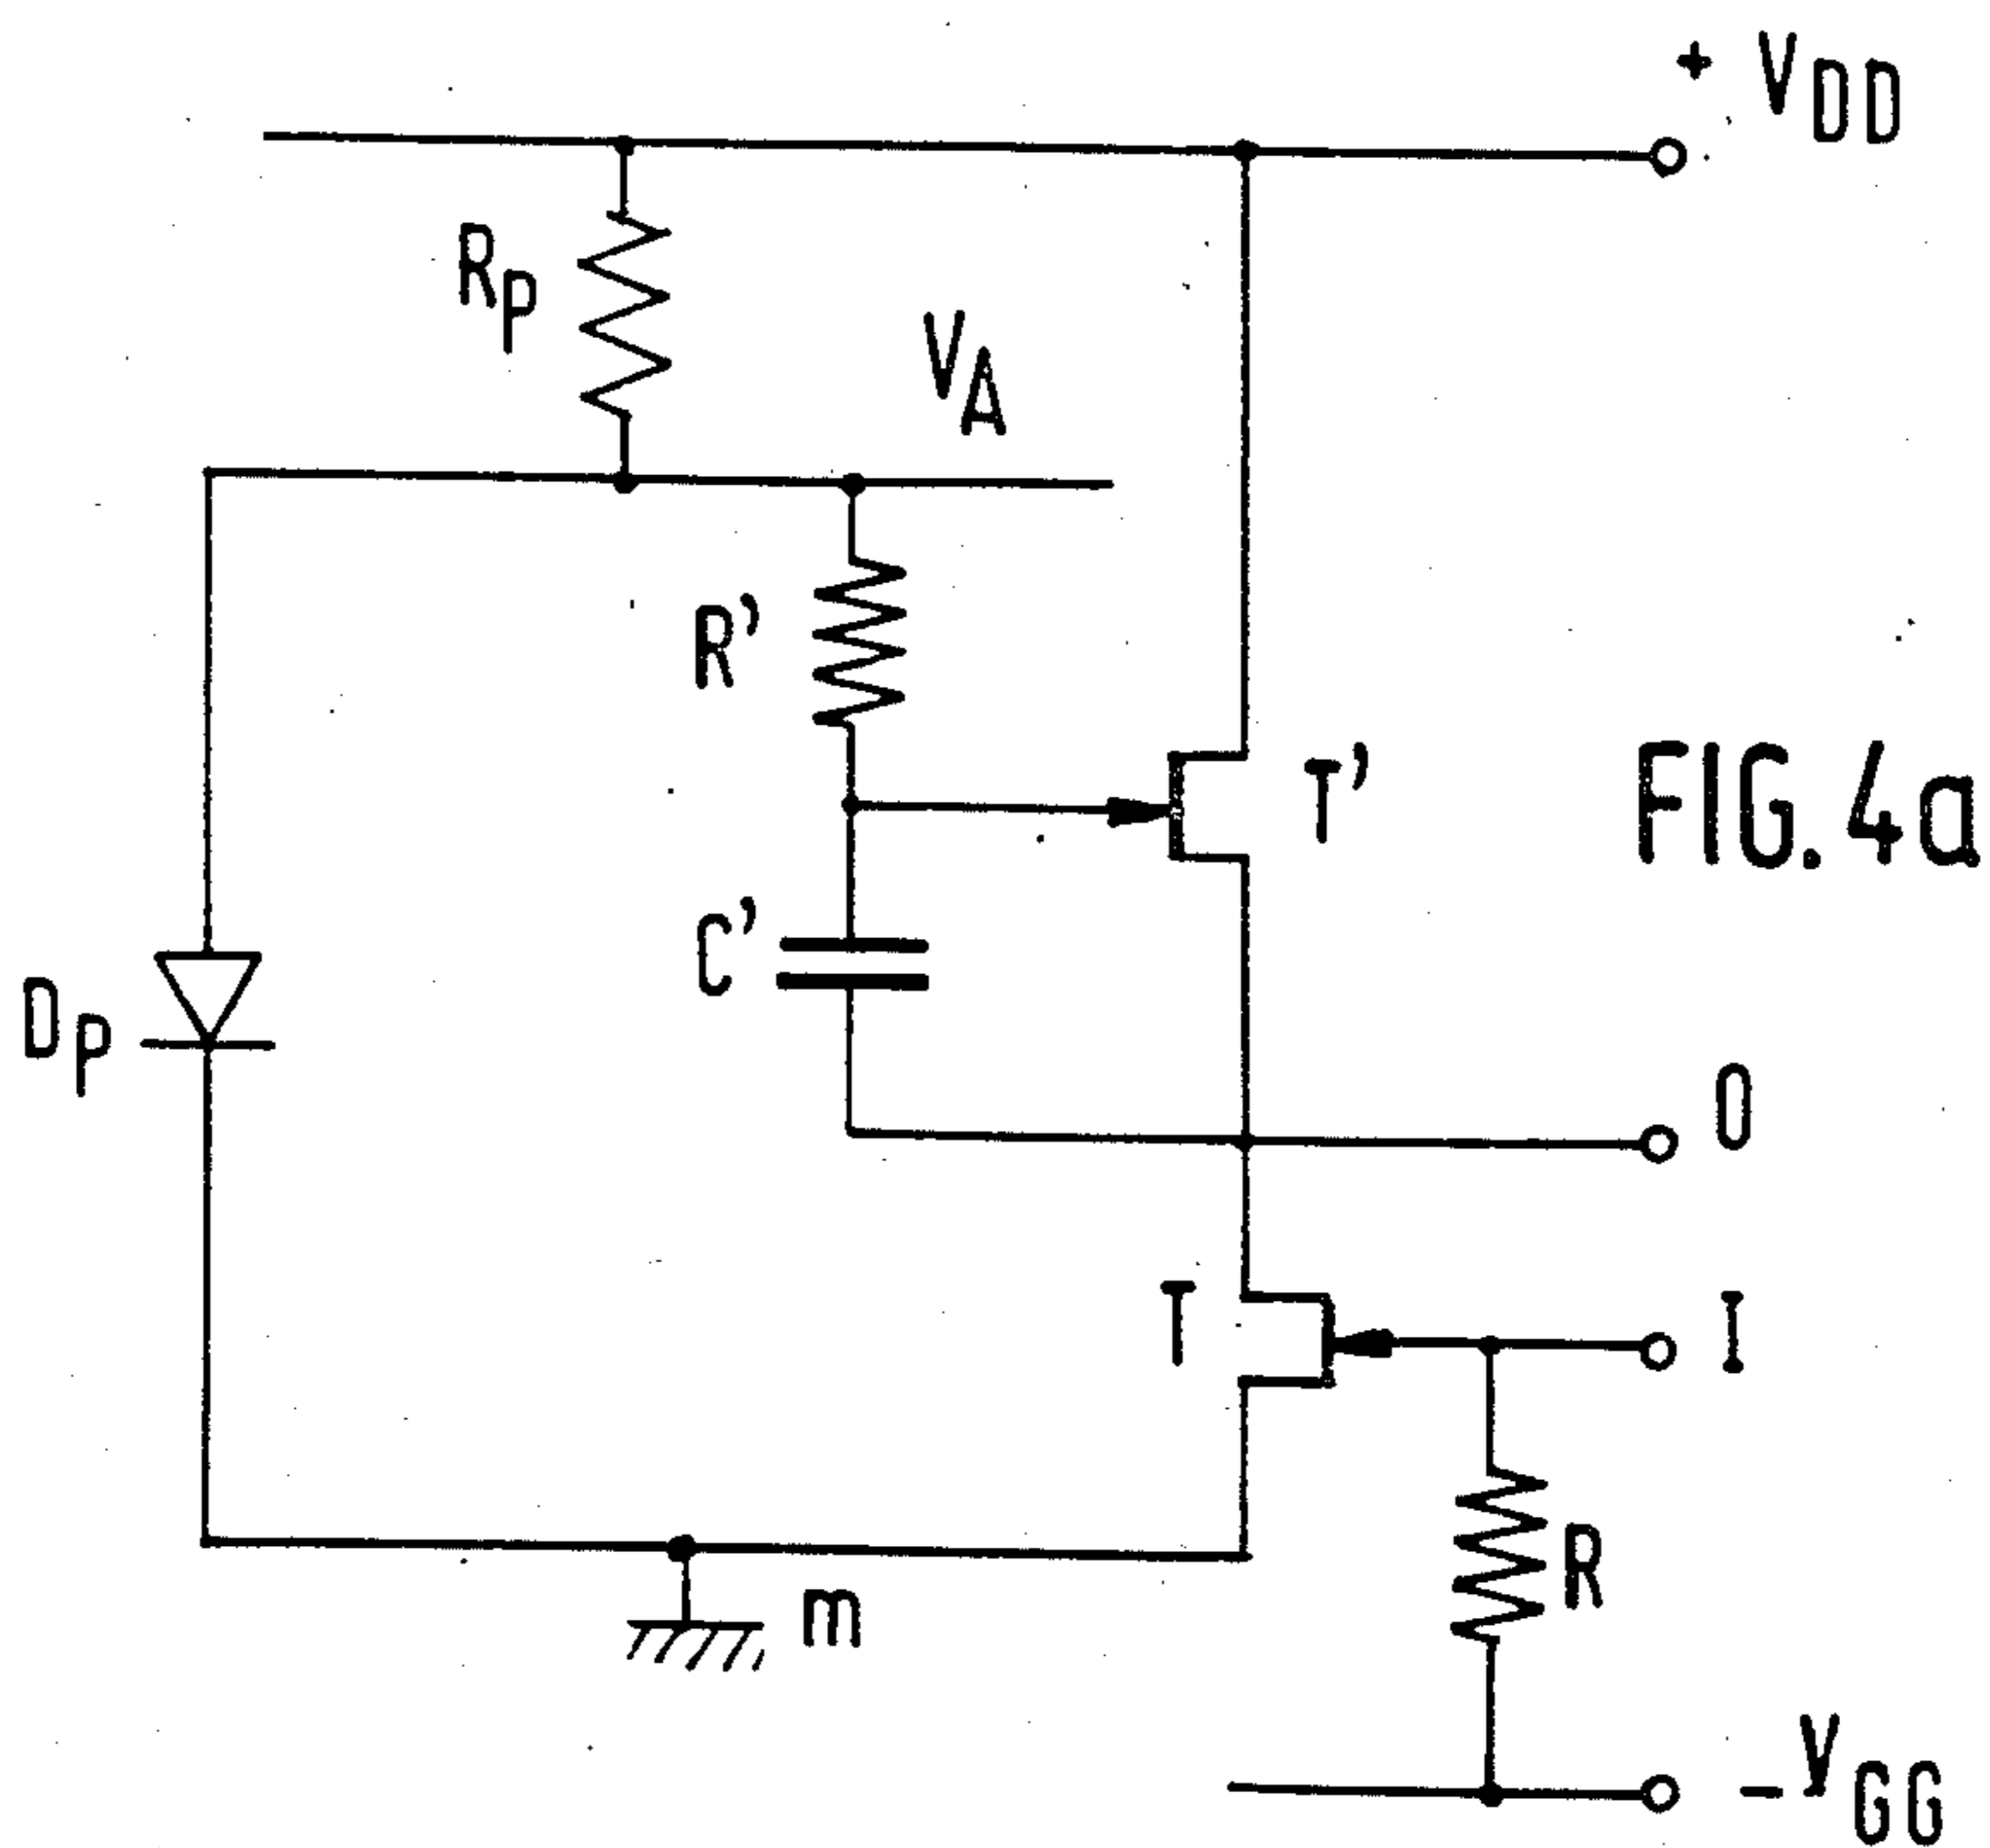 + VDD
RP
VA
R'
T'
FIG. 4a
C'
DP
O
T
I
R
m
- VGG